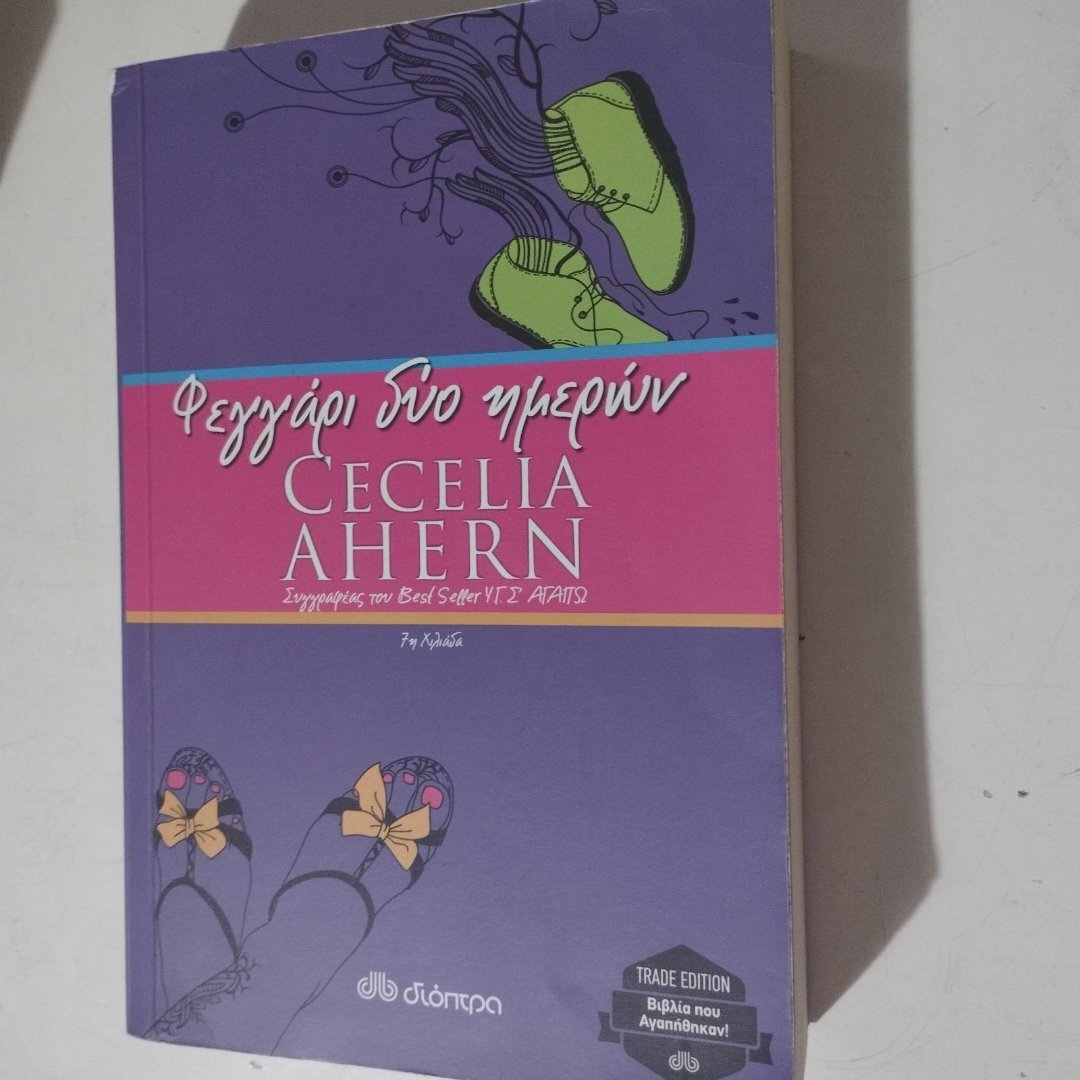 Φεγγάρι δύο ημερών
CECELIA
AHERN
Συγγραφέας του Best Seller Υ.Γ. Σ' ΑΓΑΠΩ
7η Χιλιάδα
διόπτρα
TRADE EDITION
Βιβλία που
Αγαπήθηκαν!